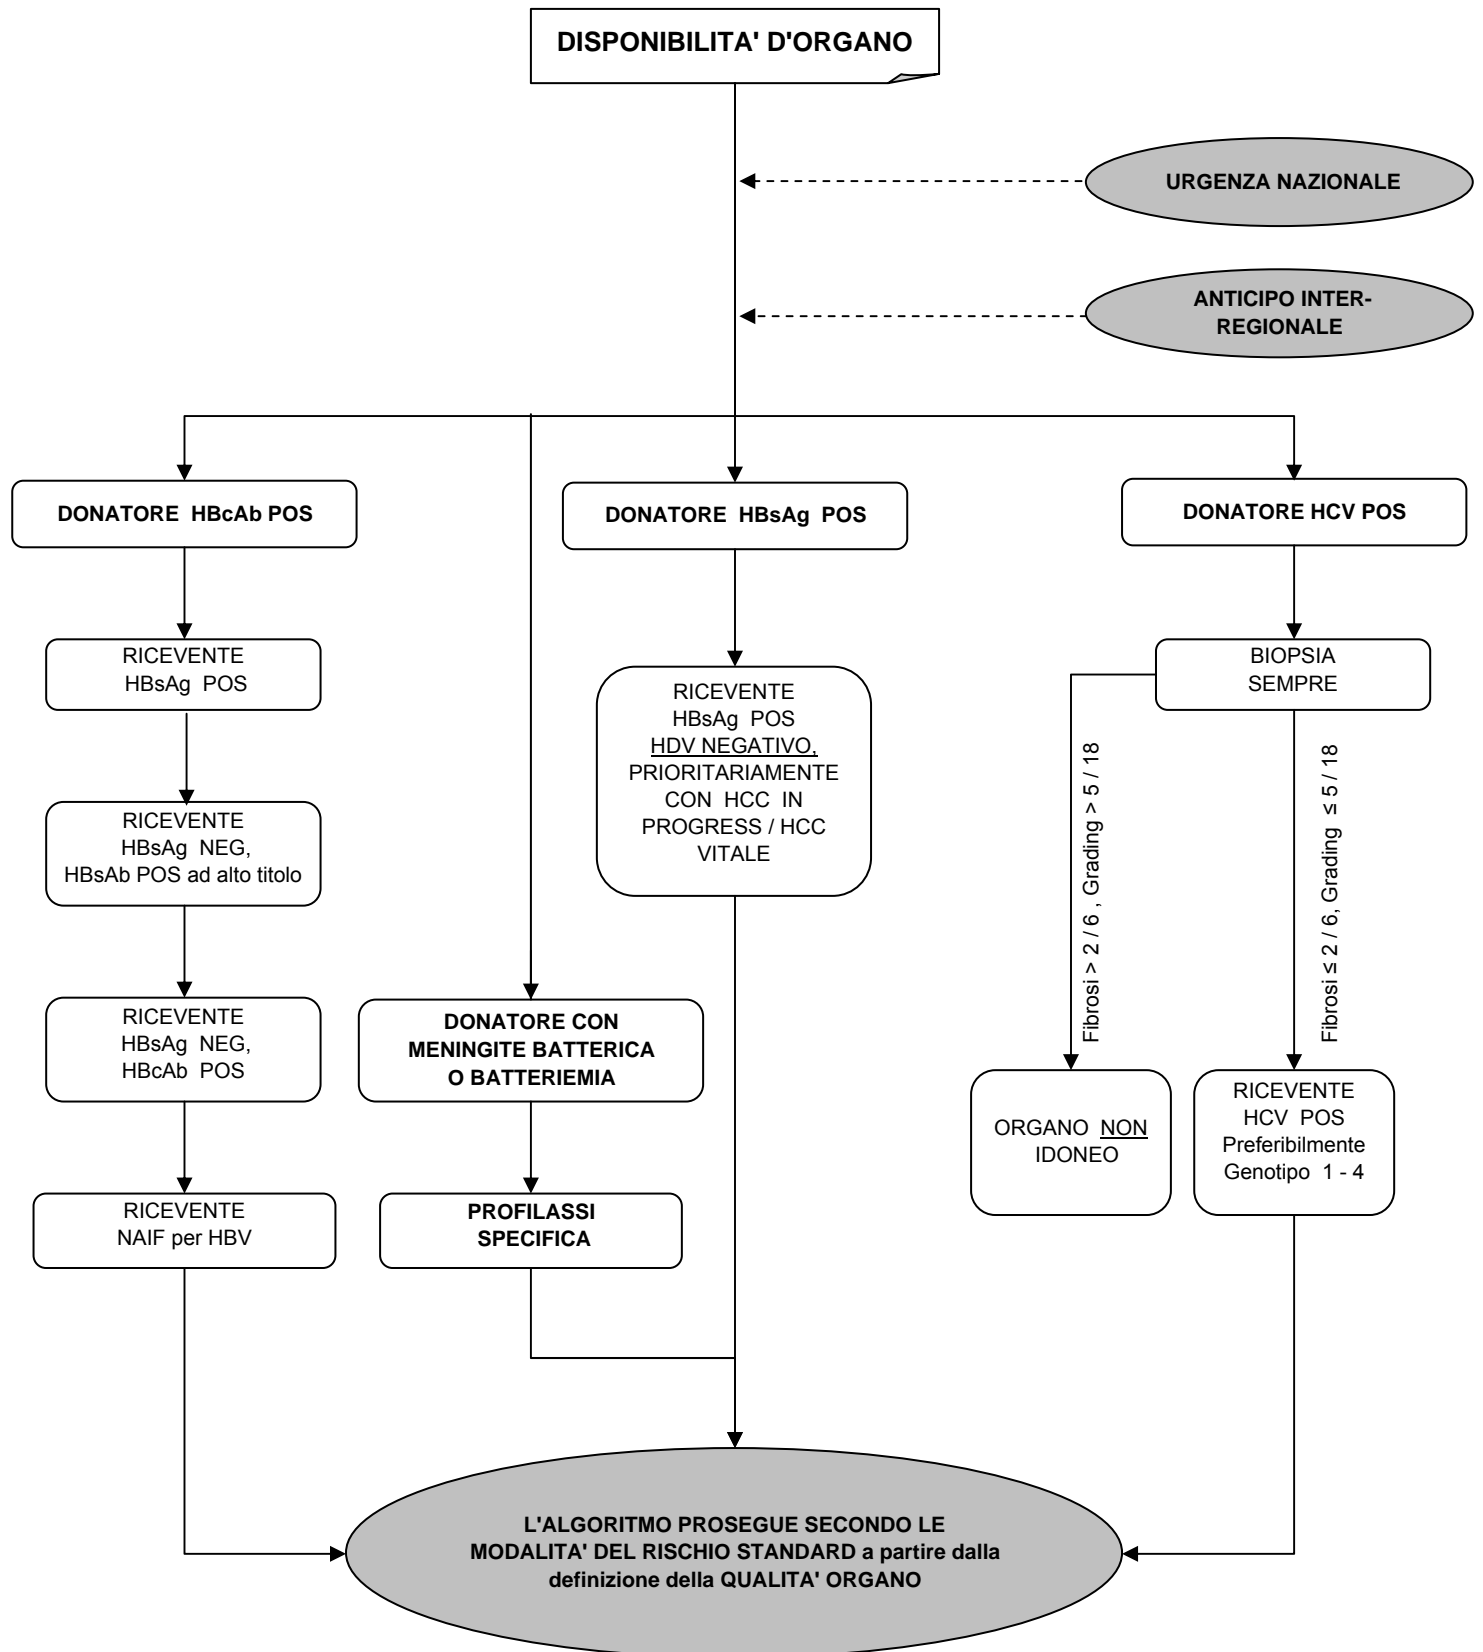 DISPONIBILITA' D'ORGANO
URGENZA NAZIONALE
ANTICIPO INTER-
REGIONALE
DONATORE HBcAb POS
DONATORE HBsAg POS
DONATORE HCV POS
RICEVENTE
HBsAg POS
RICEVENTE
HBsAg NEG,
HBsAb POS ad alto titolo
RICEVENTE
HBsAg NEG,
HBcAb POS
RICEVENTE
NAIF per HBV
DONATORE CON
MENINGITE BATTERICA
O BATTERIEMIA
PROFILASSI
SPECIFICA
RICEVENTE
HBsAg POS
HDV NEGATIVO,
PRIORITARIAMENTE
CON HCC IN
PROGRESS / HCC
VITALE
BIOPSIA
SEMPRE
Fibrosi > 2 / 6 , Grading > 5 / 18
Fibrosi ≤ 2 / 6, Grading ≤ 5 / 18
ORGANO NON
IDONEO
RICEVENTE
HCV POS
Preferibilmente
Genotipo 1 - 4
L'ALGORITMO PROSEGUE SECONDO LE
MODALITA' DEL RISCHIO STANDARD a partire dalla
definizione della QUALITA' ORGANO